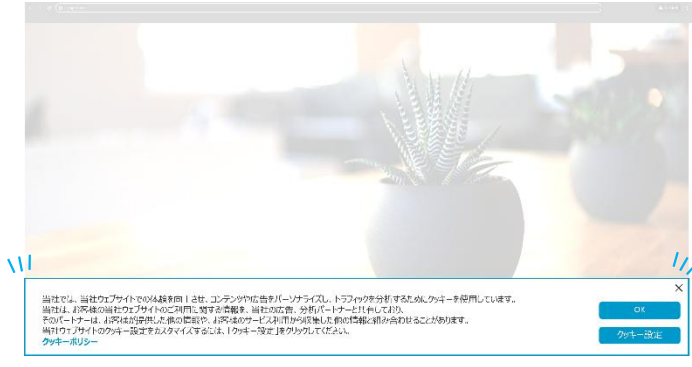 当社では、当社ウェブサイトでの体験を向上させ、コンテンツや広告をパーソナライズし、トラフィックを分析するためにクッキーを使用しています。
当社は、お客様の当社ウェブサイトのご利用に関する情報を、当社の広告、分析パートナーと共有しており、
そのパートナーは、お客様が提供した他の情報や、お客様のサービス利用から収集した他の情報と組み合わせることがあります。
当社ウェブサイトのクッキー設定をカスタマイズするには、「クッキー設定」をクリックしてください。
クッキーポリシー
OK
クッキー設定